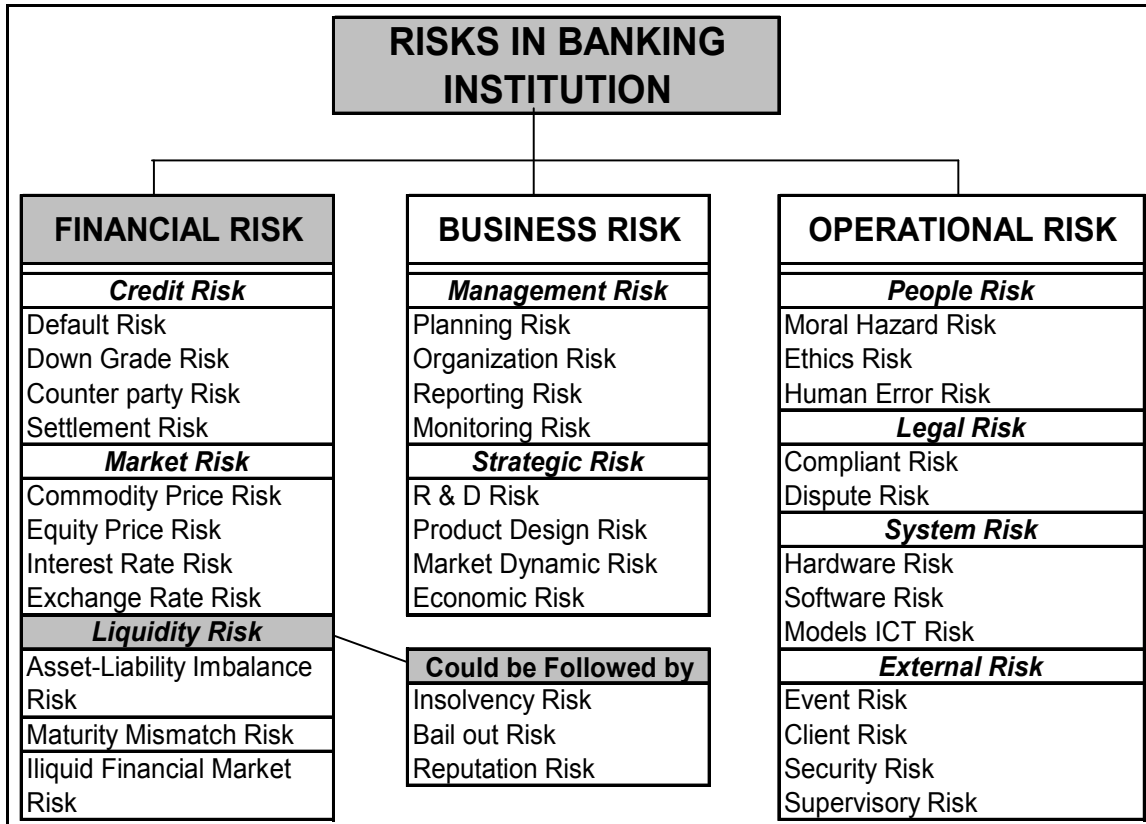 RISKS IN BANKING
INSTITUTION
FINANCIAL RISK
Credit Risk
Default Risk
Down Grade Risk
Counter party Risk
Settlement Risk
Market Risk
Commodity Price Risk
Equity Price Risk
Interest Rate Risk
Exchange Rate Risk
Liquidity Risk
Asset-Liability Imbalance
Risk
Maturity Mismatch Risk
Iliquid Financial Market
Risk
BUSINESS RISK
Management Risk
Planning Risk
Organization Risk
Reporting Risk
Monitoring Risk
Strategic Risk
R & D Risk
Product Design Risk
Market Dynamic Risk
Economic Risk
Could be Followed by
Insolvency Risk
Bail out Risk
Reputation Risk
OPERATIONAL RISK
People Risk
Moral Hazard Risk
Ethics Risk
Human Error Risk
Legal Risk
Compliant Risk
Dispute Risk
System Risk
Hardware Risk
Software Risk
Models ICT Risk
External Risk
Event Risk
Client Risk
Security Risk
Supervisory Risk